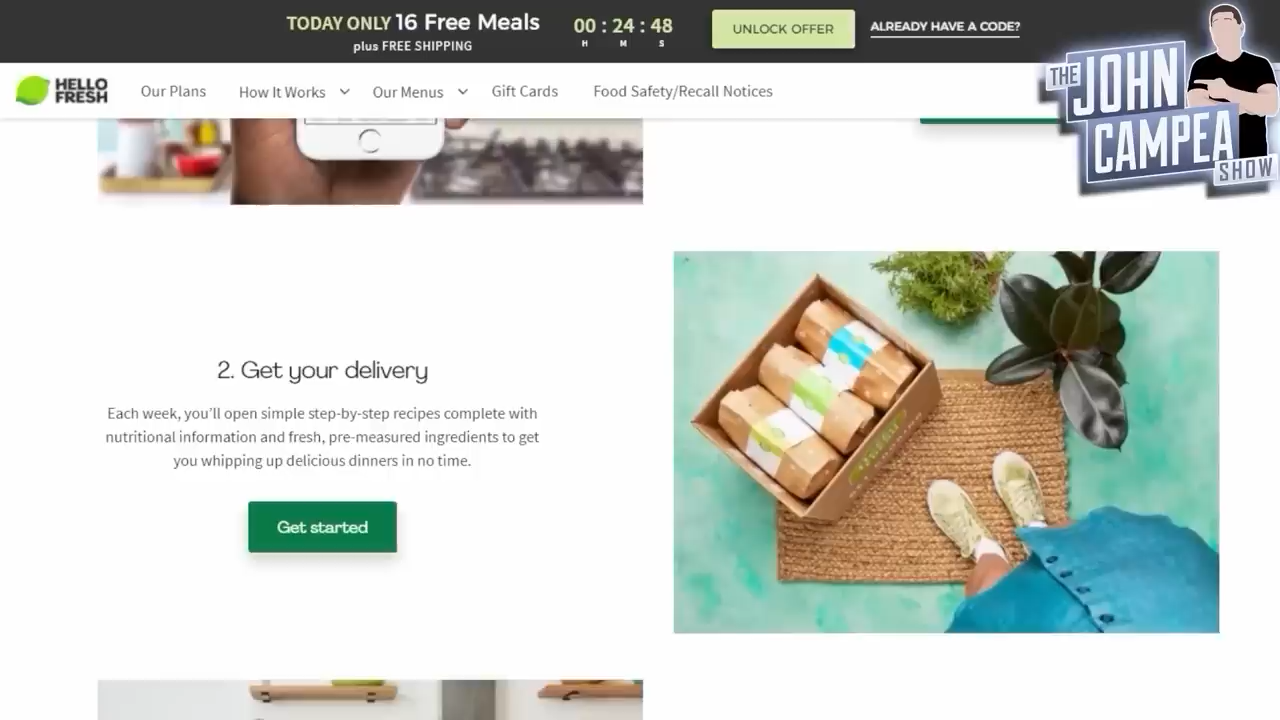 TODAY ONLY 16 Free Meals
plus FREE SHIPPING
00 : 24 : 48
H M S
UNLOCK OFFER
ALREADY HAVE A CODE?
HELLO
FRESH
Our Plans
How It Works
Our Menus
Gift Cards
Food Safety/Recall Notices
THE
JOHN
CAMPEA
SHOW
2. Get your delivery
Each week, you'll open simple step-by-step recipes complete with
nutritional information and fresh, pre-measured ingredients to get
you whipping up delicious dinners in no time.
Get started